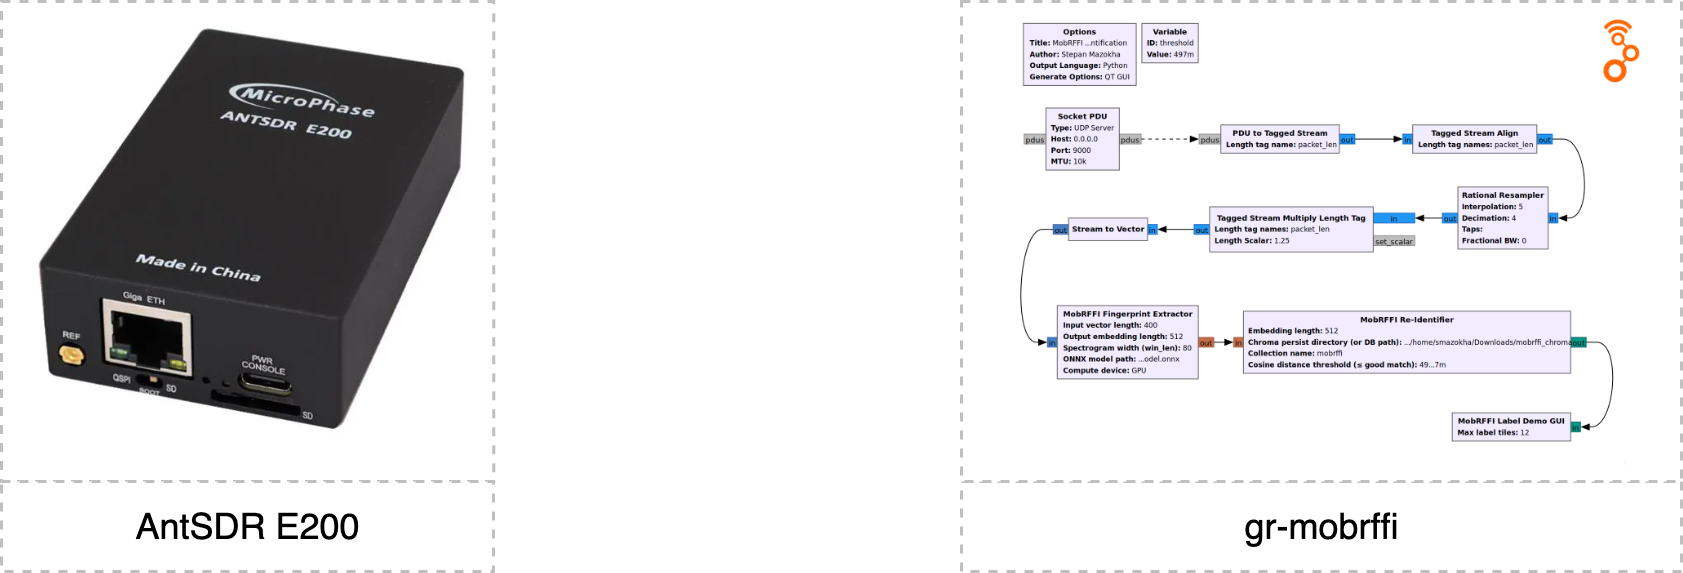 MicroPhase
ANTSDR E200
Made in China
Giga ETH
REF
PWR
CONSOLE
QSPI
SD
BOOT
SD
AntSDR E200
Options
Title: MobRFFI ...ntification
Author: Stepan Mazokha
Output Language: Python
Generate Options: QT GUI
Variable
ID: threshold
Value: 497m
pdus
Socket PDU
Type: UDP Server
Host: 0.0.0.0
Port: 9000
MTU: 10k
pdus
pdus
PDU to Tagged Stream
Length tag name: packet_len
out
in
Tagged Stream Align
Length tag names: packet_len
out
Rational Resampler
Interpolation: 5
Decimation: 4
Taps:
Fractional BW: 0
in
out
in
set_scalar
Tagged Stream Multiply Length Tag
Length tag names: packet_len
Length Scalar: 1.25
out
in
Stream to Vector
out
in
MobRFFI Fingerprint Extractor
Input vector length: 400
Output embedding length: 512
Spectrogram width (win_len): 80
ONNX model path: ...odel.onnx
Compute device: GPU
out
in
MobRFFI Re-Identifier
Embedding length: 512
Chroma persist directory (or DB path): .../home/smazokha/Downloads/mobrffi_chroma
Collection name: mobrffi
Cosine distance threshold (≤ good match): 49...7m
out
MobRFFI Label Demo GUI
Max label tiles: 12
in
gr-mobrffi